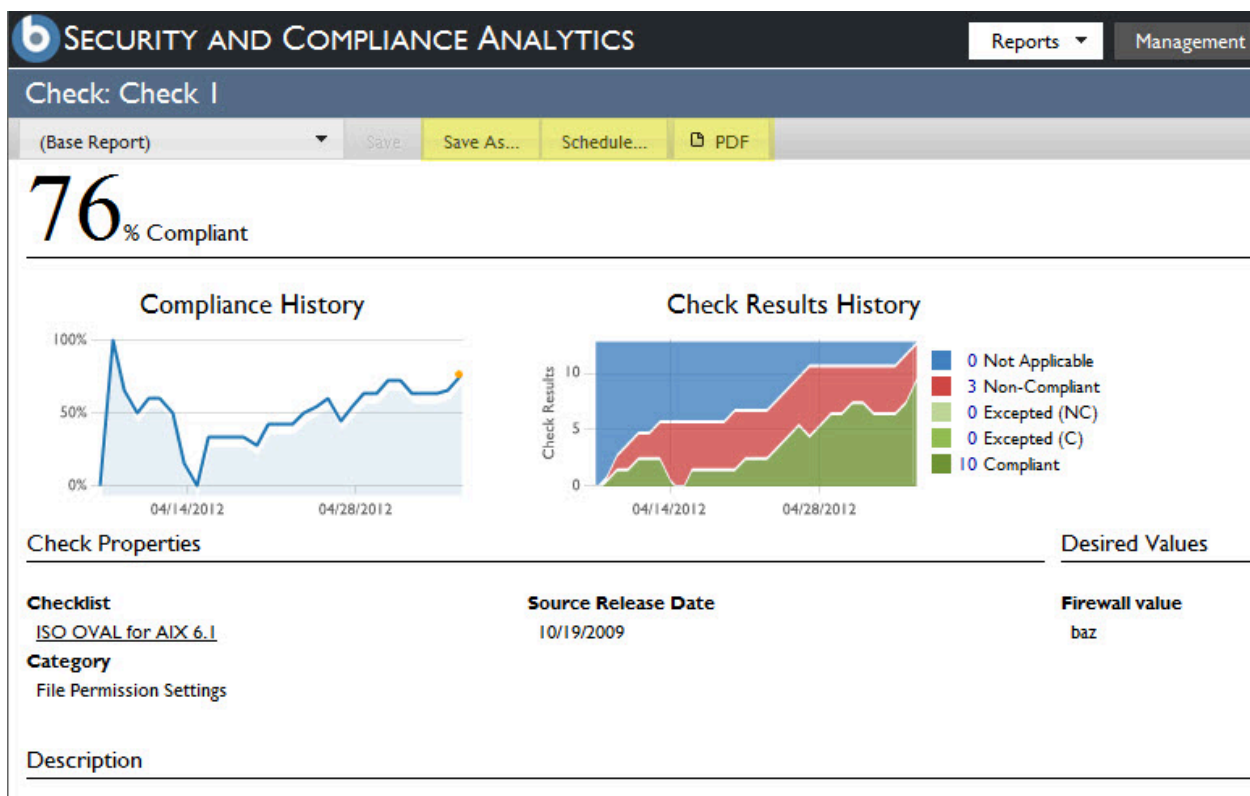 b SECURITY AND COMPLIANCE ANALYTICS
Reports
Management
Check: Check 1
(Base Report)
Save
Save As...
Schedule...
PDF
76% Compliant
Compliance History
100%
50%
0%
04/14/2012
04/28/2012
Check Results History
Check Results
10
5
0
04/14/2012
04/28/2012
0 Not Applicable
3 Non-Compliant
0 Excepted (NC)
0 Excepted (C)
10 Compliant
Check Properties
Desired Values
Checklist
ISO OVAL for AIX 6.1
Category
File Permission Settings
Source Release Date
10/19/2009
Firewall value
baz
Description